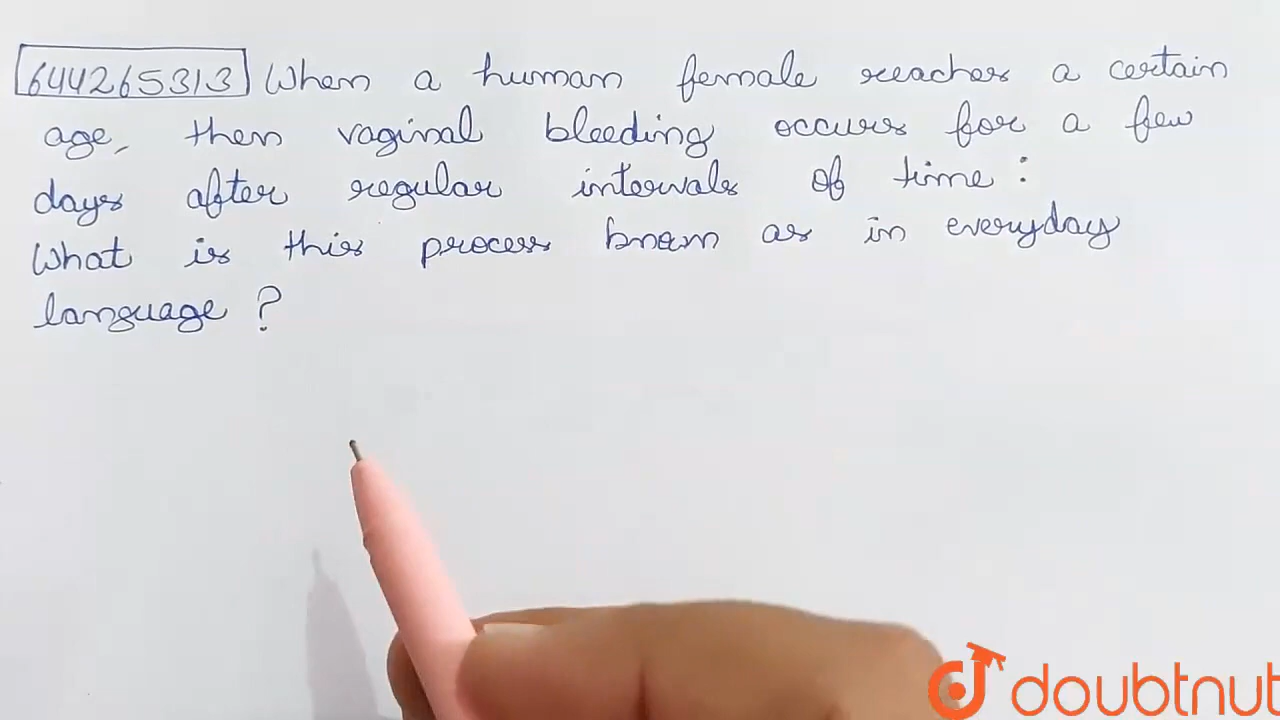 644265313 When a human female reaches a certain
age, then vaginal bleeding occurs for a few
days after regular intervals of time :
What is this process known as in everyday
language ?
doubtnut